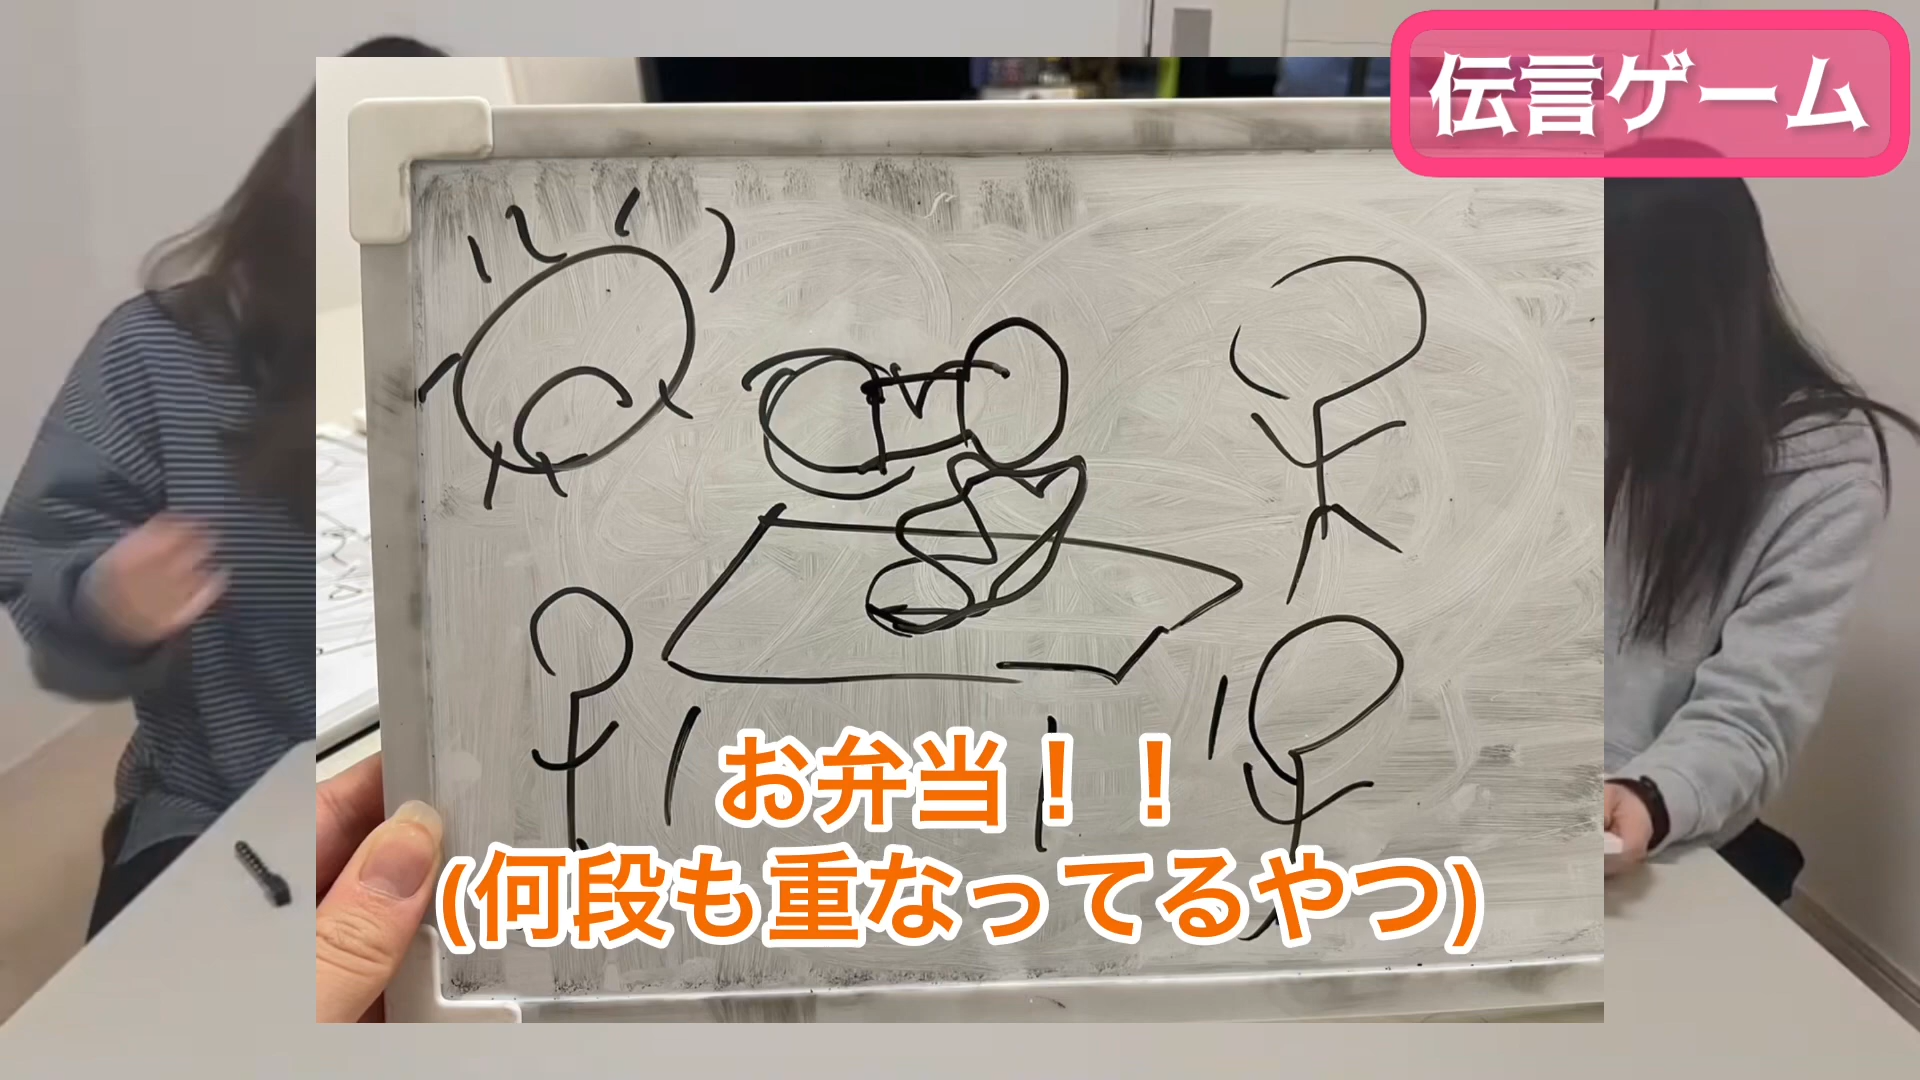 伝言ゲーム
お弁当！！
(何段も重なってるやつ)